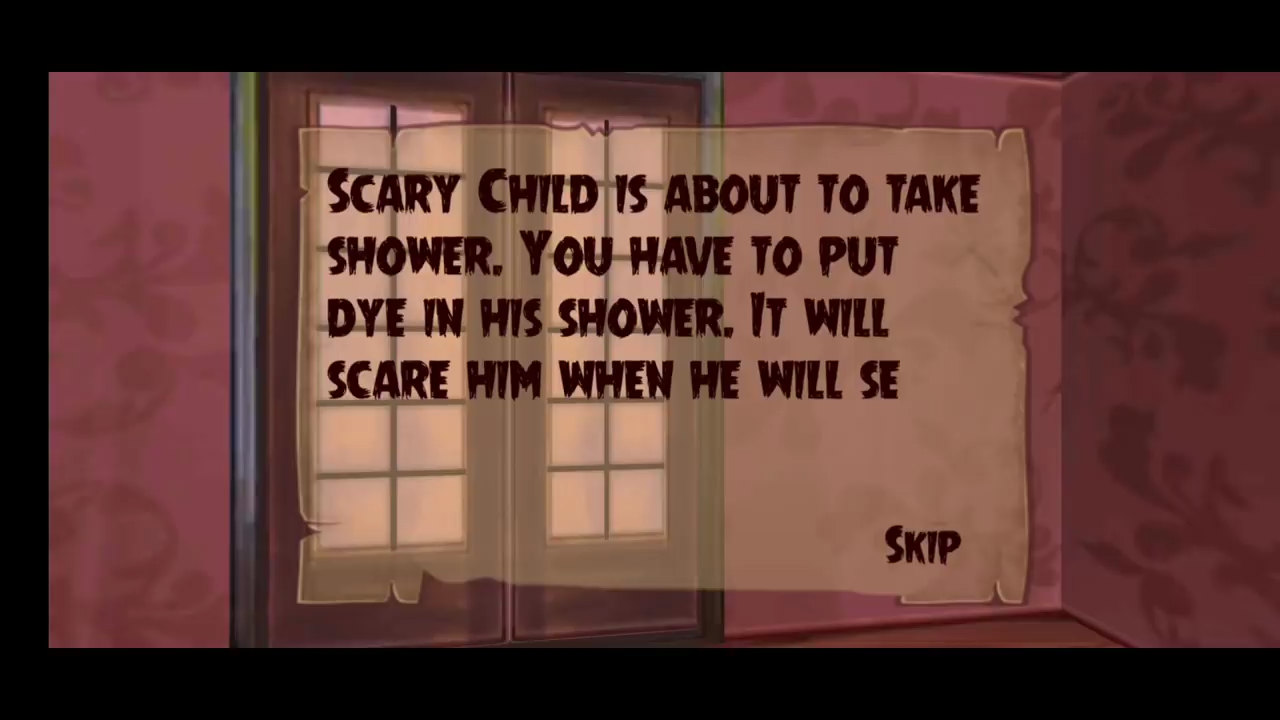 Scary Child is about to take
shower. You have to put
dye in his shower. It will
scare him when he will se
Skip